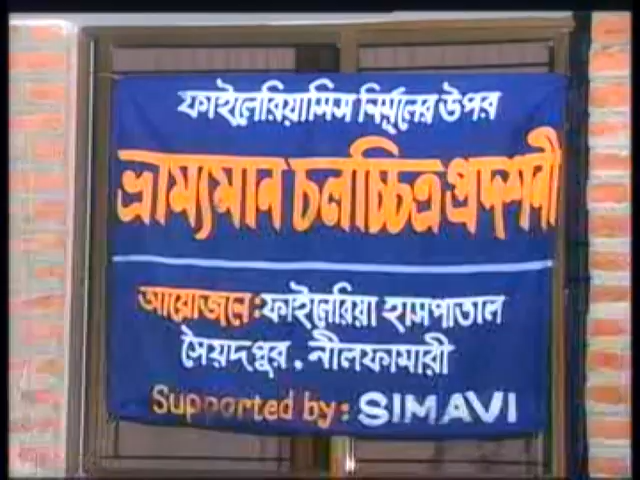 ফাইলেরিয়াসিস নির্মূলের উপর
ভ্রাম্যমান চলচ্চিত্র প্রদর্শনী
আয়োজনে : ফাইলেরিয়া হাসপাতাল
সৈয়দপুর, নীলফামারী
Supported by : SIMAVI